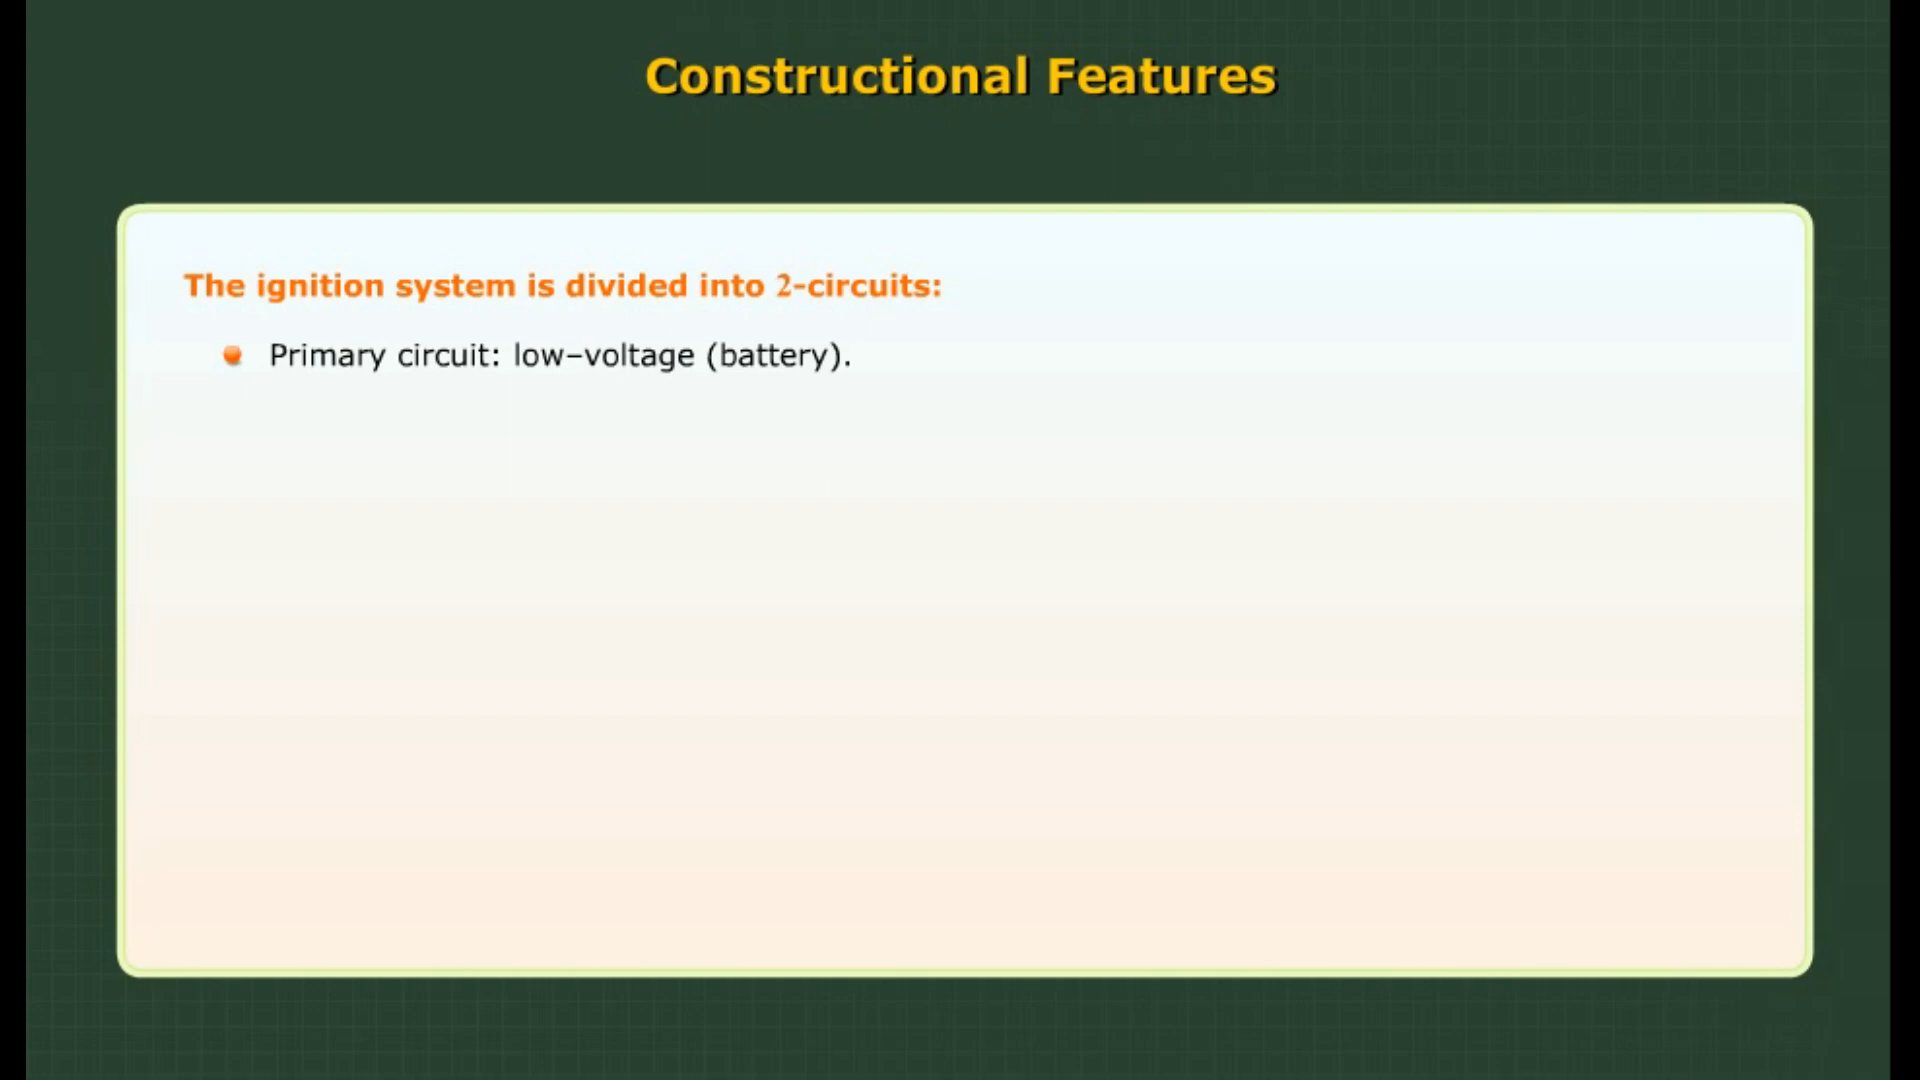 Constructional Features
The ignition system is divided into 2-circuits:
Primary circuit: low–voltage (battery).